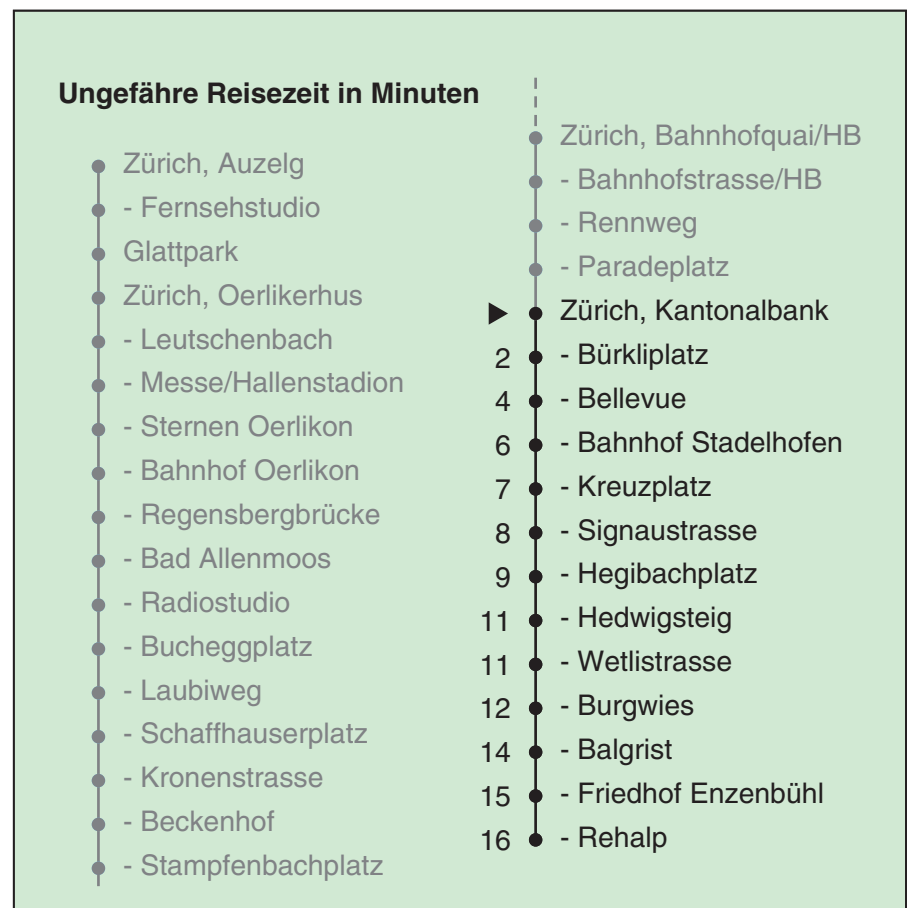 Ungefähre Reisezeit in Minuten
Zürich, Auzelg
- Fernsehstudio
Glattpark
Zürich, Oerlikerhus
- Leutschenbach
- Messe/Hallenstadion
- Sternen Oerlikon
- Bahnhof Oerlikon
- Regensbergbrücke
- Bad Allenmoos
- Radiostudio
- Bucheggplatz
- Laubiweg
- Schaffhauserplatz
- Kronenstrasse
- Beckenhof
- Stampfenbachplatz
Zürich, Bahnhofquai/HB
- Bahnhofstrasse/HB
- Rennweg
- Paradeplatz
Zürich, Kantonalbank
2 - Bürkliplatz
4 - Bellevue
6 - Bahnhof Stadelhofen
7 - Kreuzplatz
8 - Signaustrasse
9 - Hegibachplatz
11 - Hedwigsteig
11 - Wetlistrasse
12 - Burgwies
14 - Balgrist
15 - Friedhof Enzenbühl
16 - Rehalp